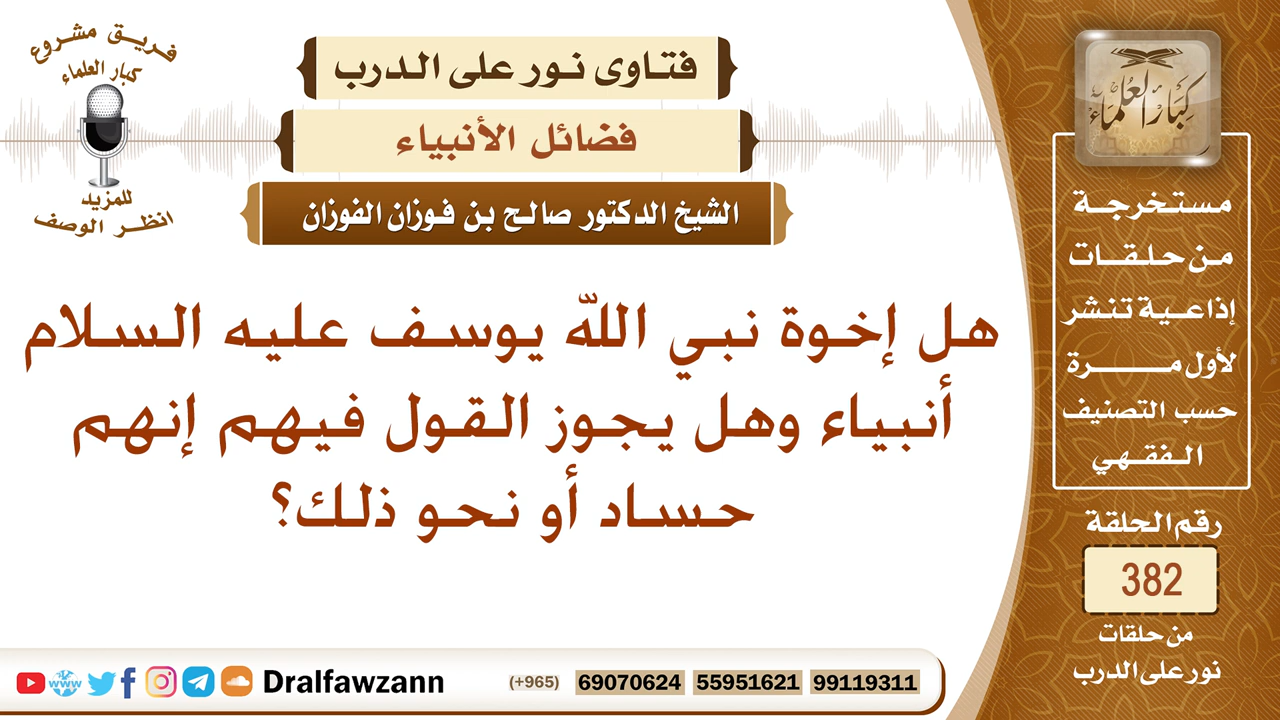 فريق مشروع
كبار العلماء
للمزيد
انظر الوصف
فتاوى نور على الدرب
فضائل الأنبياء
الشيخ الدكتور صالح بن فوزان الفوزان
هل إخوة نبي الله يوسف عليه السلام
أنبياء وهل يجوز القول فيهم إنهم
حساد أو نحو ذلك؟
كبار العلماء
مستخرجة
من حلقات
إذاعية تنشر
لأول مرة
حسب التصنيف
الفقهي
رقم الحلقة
382
من حلقات
نور على الدرب
www
Dralfawzann
(+965) 69070624 55951621 99119311